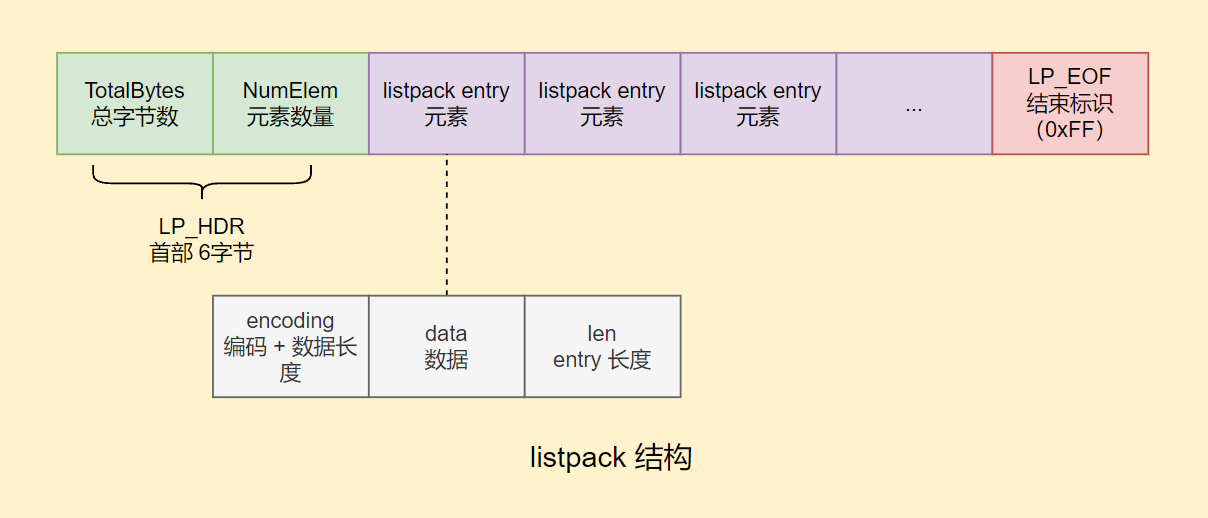 TotalBytes
总字节数
NumElem
元素数量
listpack entry
元素
listpack entry
元素
listpack entry
元素
...
LP_EOF
结束标识
（0xFF）
LP_HDR
首部 6字节
encoding
编码 + 数据长
度
data
数据
len
entry 长度
listpack 结构